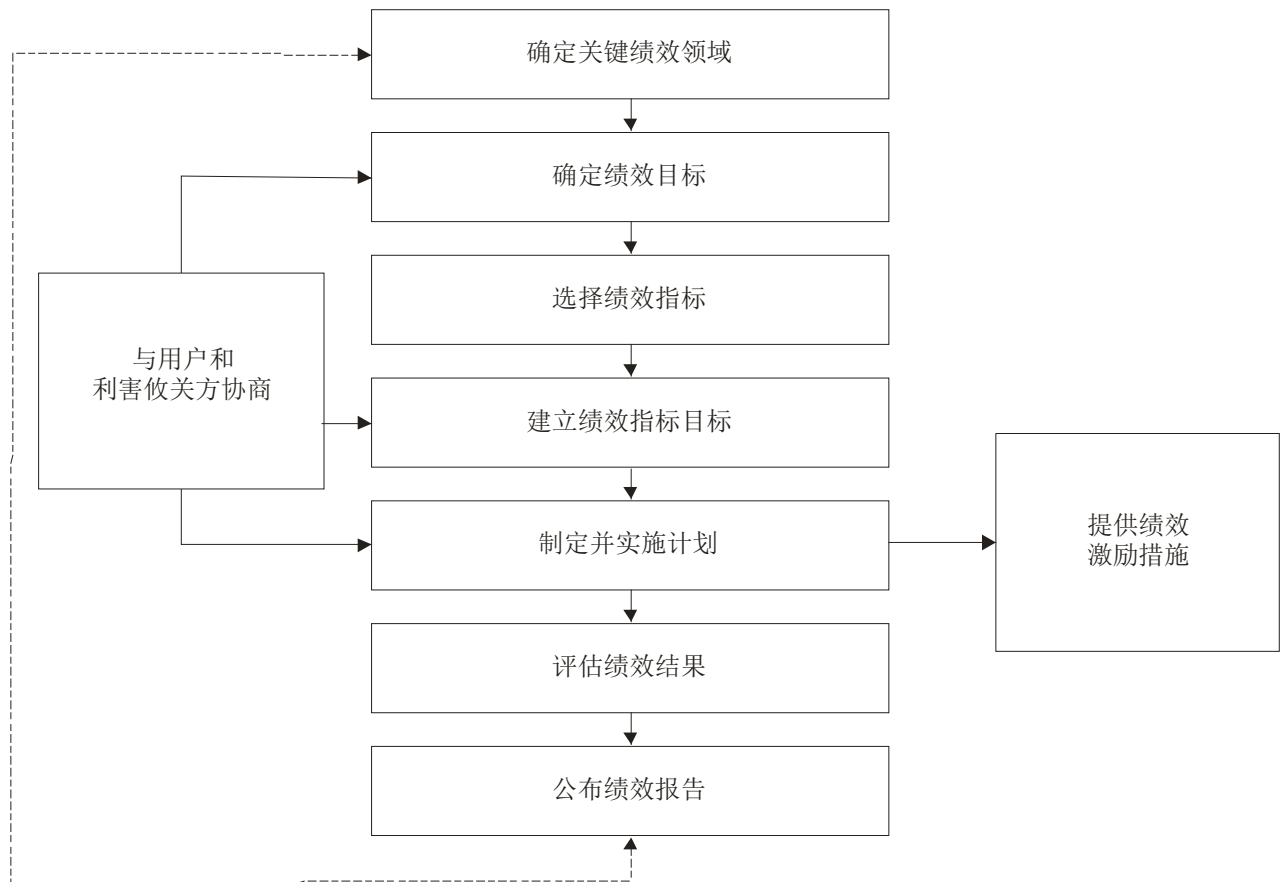 确定关键绩效领域
确定绩效目标
选择绩效指标
与用户和
利害攸关方协商
建立绩效指标目标
制定并实施计划
提供绩效
激励措施
评估绩效结果
公布绩效报告